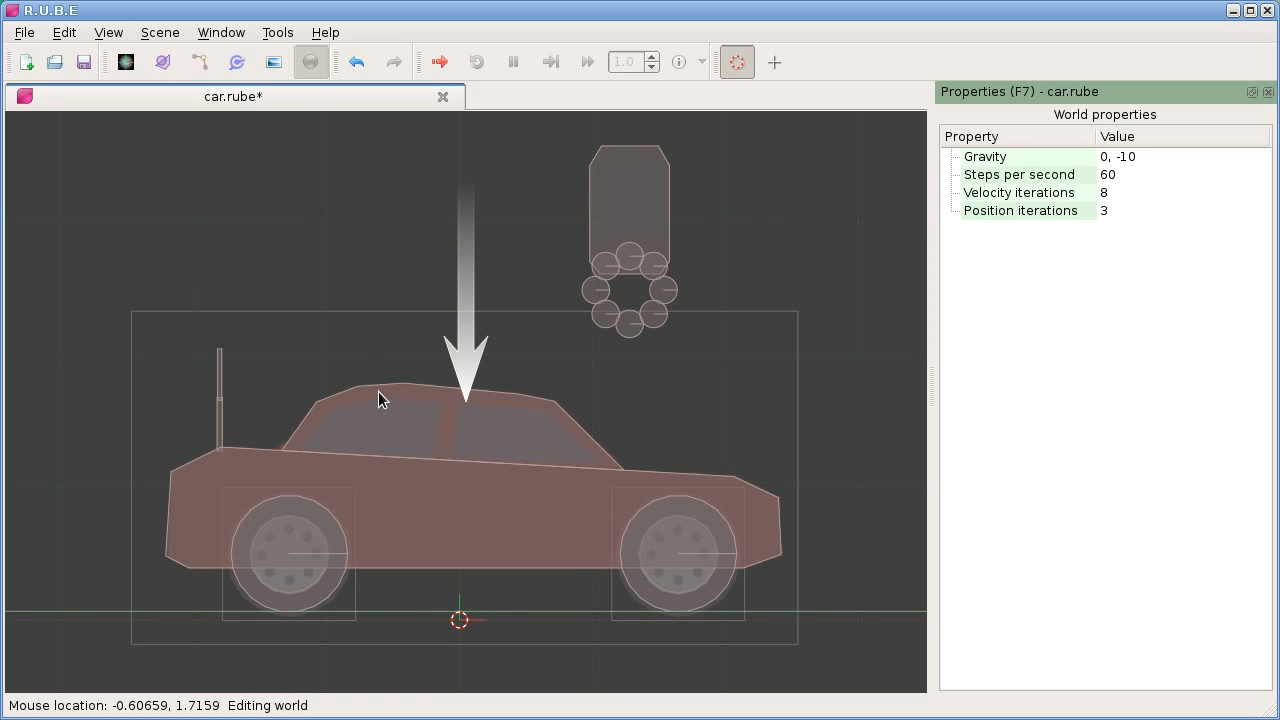 R.U.B.E
File Edit View Scene Window Tools Help
1.0
car.rube*
Properties (F7) - car.rube
World properties
Property Value
Gravity 0, -10
Steps per second 60
Velocity iterations 8
Position iterations 3
Mouse location: -0.60659, 1.7159 Editing world